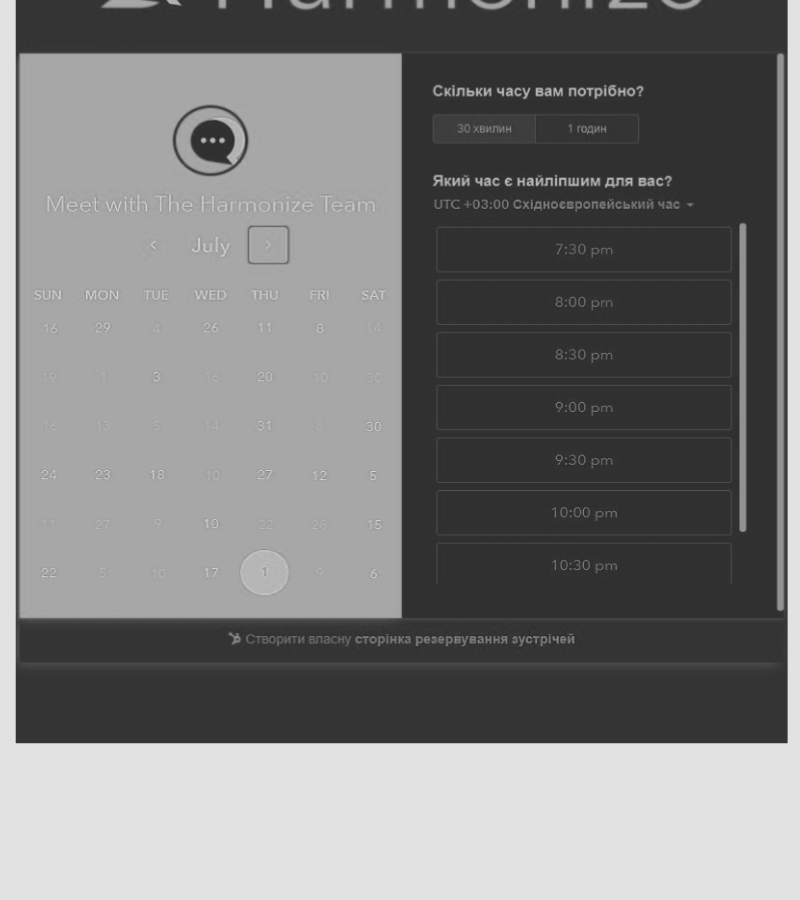 Harmonize
Meet with The Harmonize Team
July
SUN MON TUE WED THU FRI SAT
16 29 4 26 11 8 14
19 1 3 16 20 10 30
16 13 5 14 31 30
24 23 18 10 27 12 5
11 27 9 10 22 28 15
22 5 10 17 1 9 6
Скільки часу вам потрібно?
30 хвилин 1 годин
Який час є найліпшим для вас?
UTC +03:00 Східноєвропейський час
7:30 pm
8:00 pm
8:30 pm
9:00 pm
9:30 pm
10:00 pm
10:30 pm
Створити власну сторінка резервування зустрічей